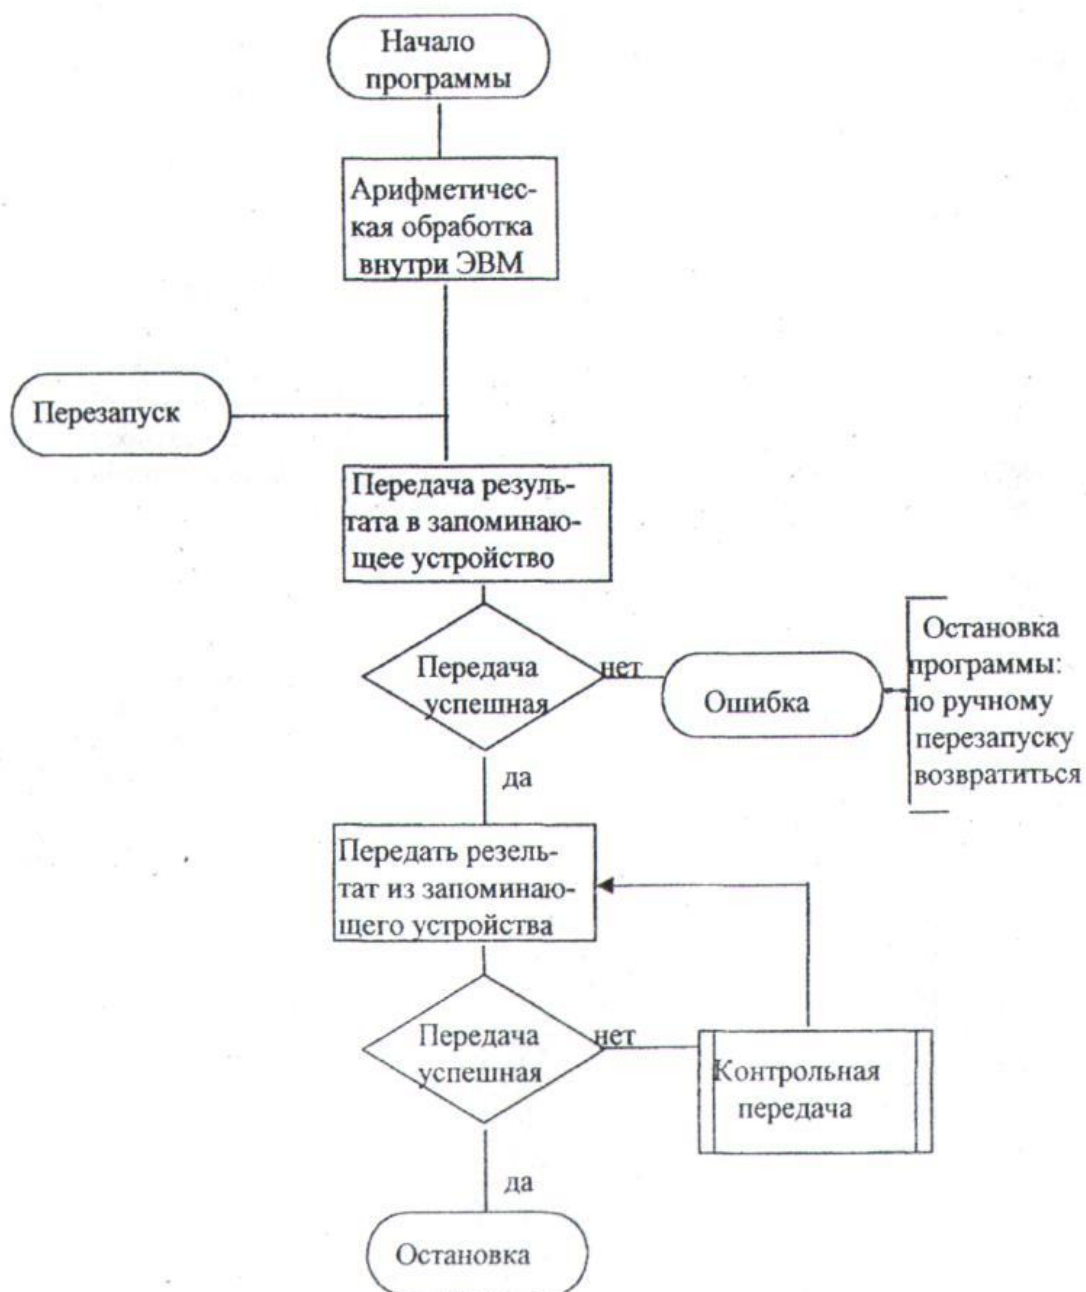 Начало
программы
Арифметичес-
кая обработка
внутри ЭВМ
Перезапуск
Передача резуль-
тата в запоминаю-
щее устройство
Передача
успешная
нет
Ошибка
Остановка
программы:
по ручному
перезапуску
возвратиться
да
Передать резель-
тат из запоминаю-
щего устройства
Передача
успешная
нет
Контрольная
передача
да
Остановка